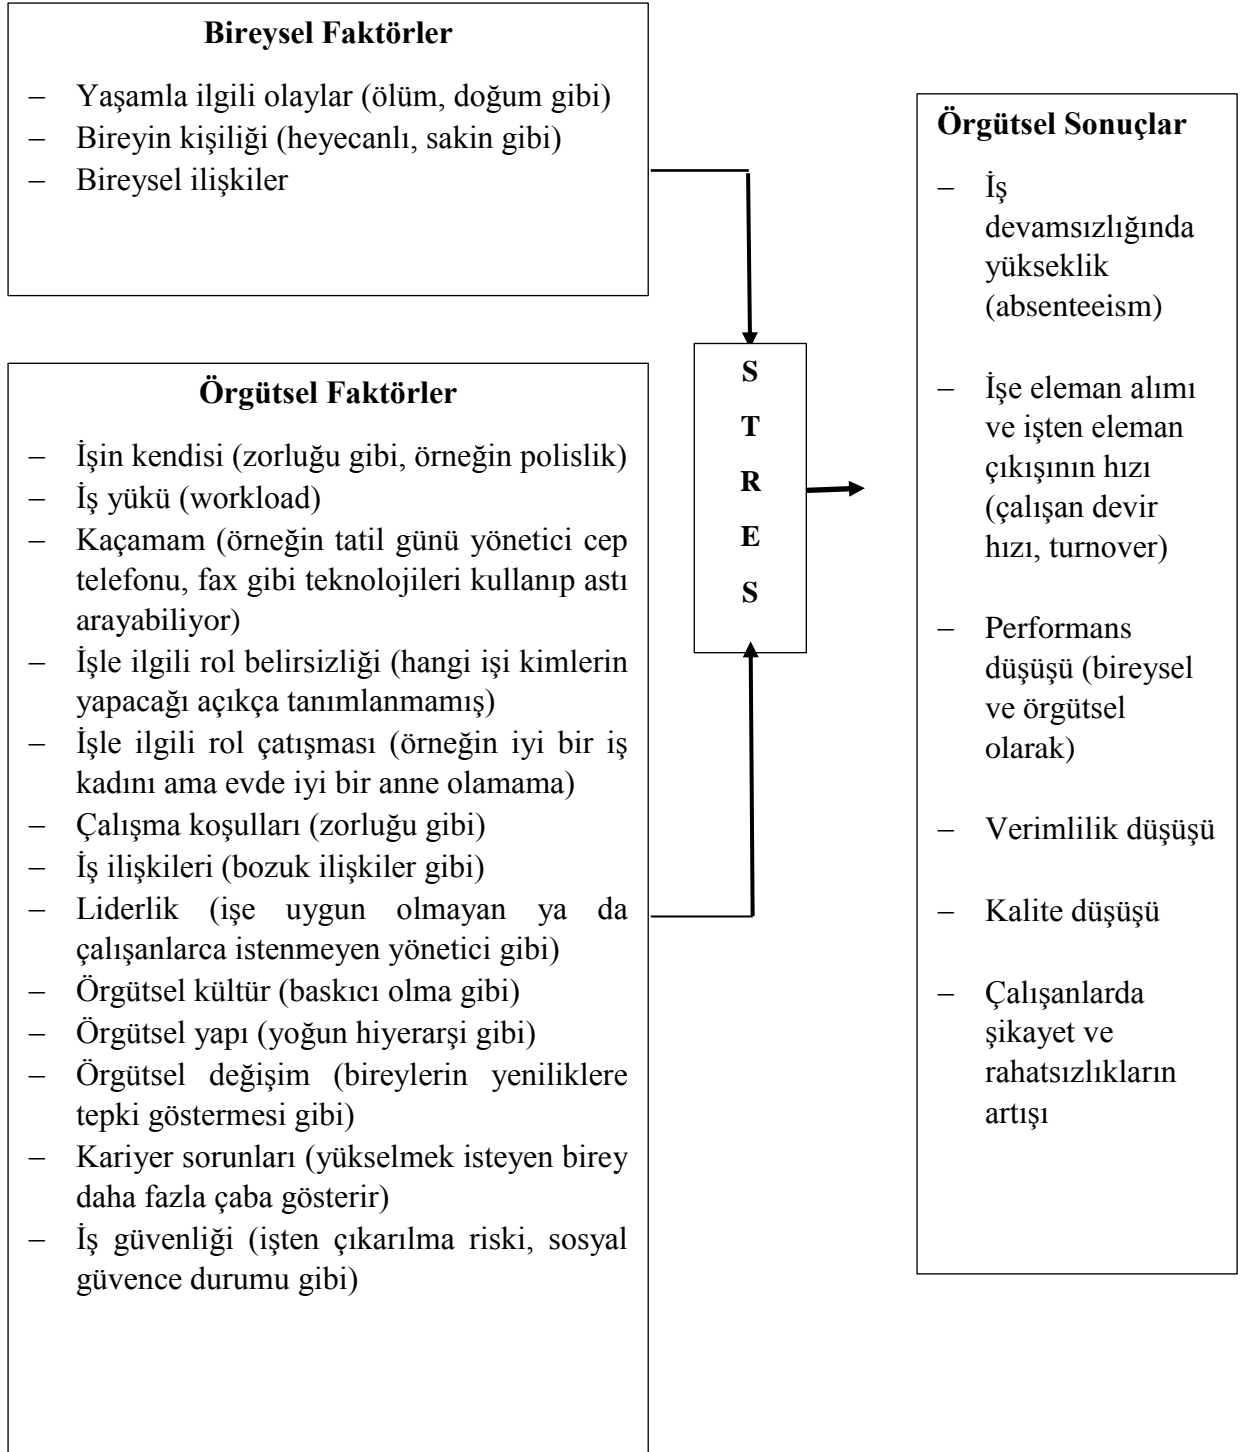 Bireysel Faktörler
– Yaşamla ilgili olaylar (ölüm, doğum gibi)
– Bireyin kişiliği (heyecanlı, sakin gibi)
– Bireysel ilişkiler
Örgütsel Faktörler
– İşin kendisi (zorluğu gibi, örneğin polislik)
– İş yükü (workload)
– Kaçamam (örneğin tatil günü yönetici cep
telefonu, fax gibi teknolojileri kullanıp astı
arayabiliyor)
– İşle ilgili rol belirsizliği (hangi işi kimlerin
yapacağı açıkça tanımlanmamış)
– İşle ilgili rol çatışması (örneğin iyi bir iş
kadını ama evde iyi bir anne olamama)
– Çalışma koşulları (zorluğu gibi)
– İş ilişkileri (bozuk ilişkiler gibi)
– Liderlik (işe uygun olmayan ya da
çalışanlarca istenmeyen yönetici gibi)
– Örgütsel kültür (baskıcı olma gibi)
– Örgütsel yapı (yoğun hiyerarşi gibi)
– Örgütsel değişim (bireylerin yeniliklere
tepki göstermesi gibi)
– Kariyer sorunları (yükselmek isteyen birey
daha fazla çaba gösterir)
– İş güvenliği (işten çıkarılma riski, sosyal
güvence durumu gibi)
S
T
R
E
S
Örgütsel Sonuçlar
– İş
devamsızlığında
yükseklik
(absenteeism)
– İşe eleman alımı
ve işten eleman
çıkışının hızı
(çalışan devir
hızı, turnover)
– Performans
düşüşü (bireysel
ve örgütsel
olarak)
– Verimlilik düşüşü
– Kalite düşüşü
– Çalışanlarda
şikayet ve
rahatsızlıkların
artışı